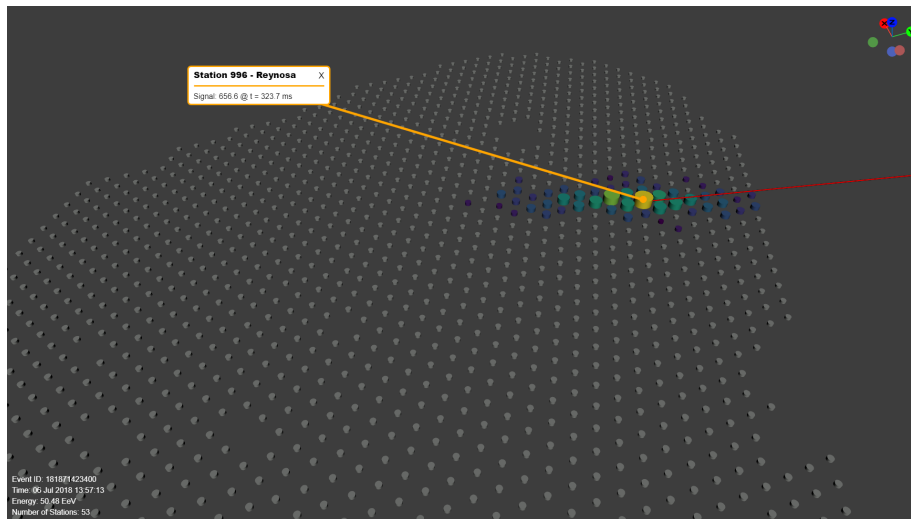 Station 996 - Reynosa X
Signal: 656.6 @ t = 323.7 ms
X Z
Y
Event ID: 181871423400
Time: 06 Jul 2018 13:57:13
Energy: 50.48 EeV
Number of Stations: 53